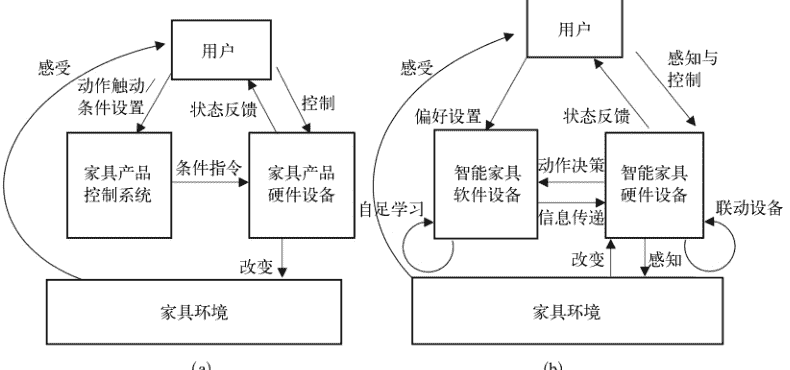 用户
感受
动作触动/
条件设置
状态反馈
控制
家具产品
控制系统
条件指令
家具产品
硬件设备
改变
家具环境
(a)
用户
感受
感知与
控制
偏好设置
状态反馈
智能家具
软件设备
动作决策
智能家具
硬件设备
自足学习
信息传递
联动设备
改变
感知
家具环境
(b)